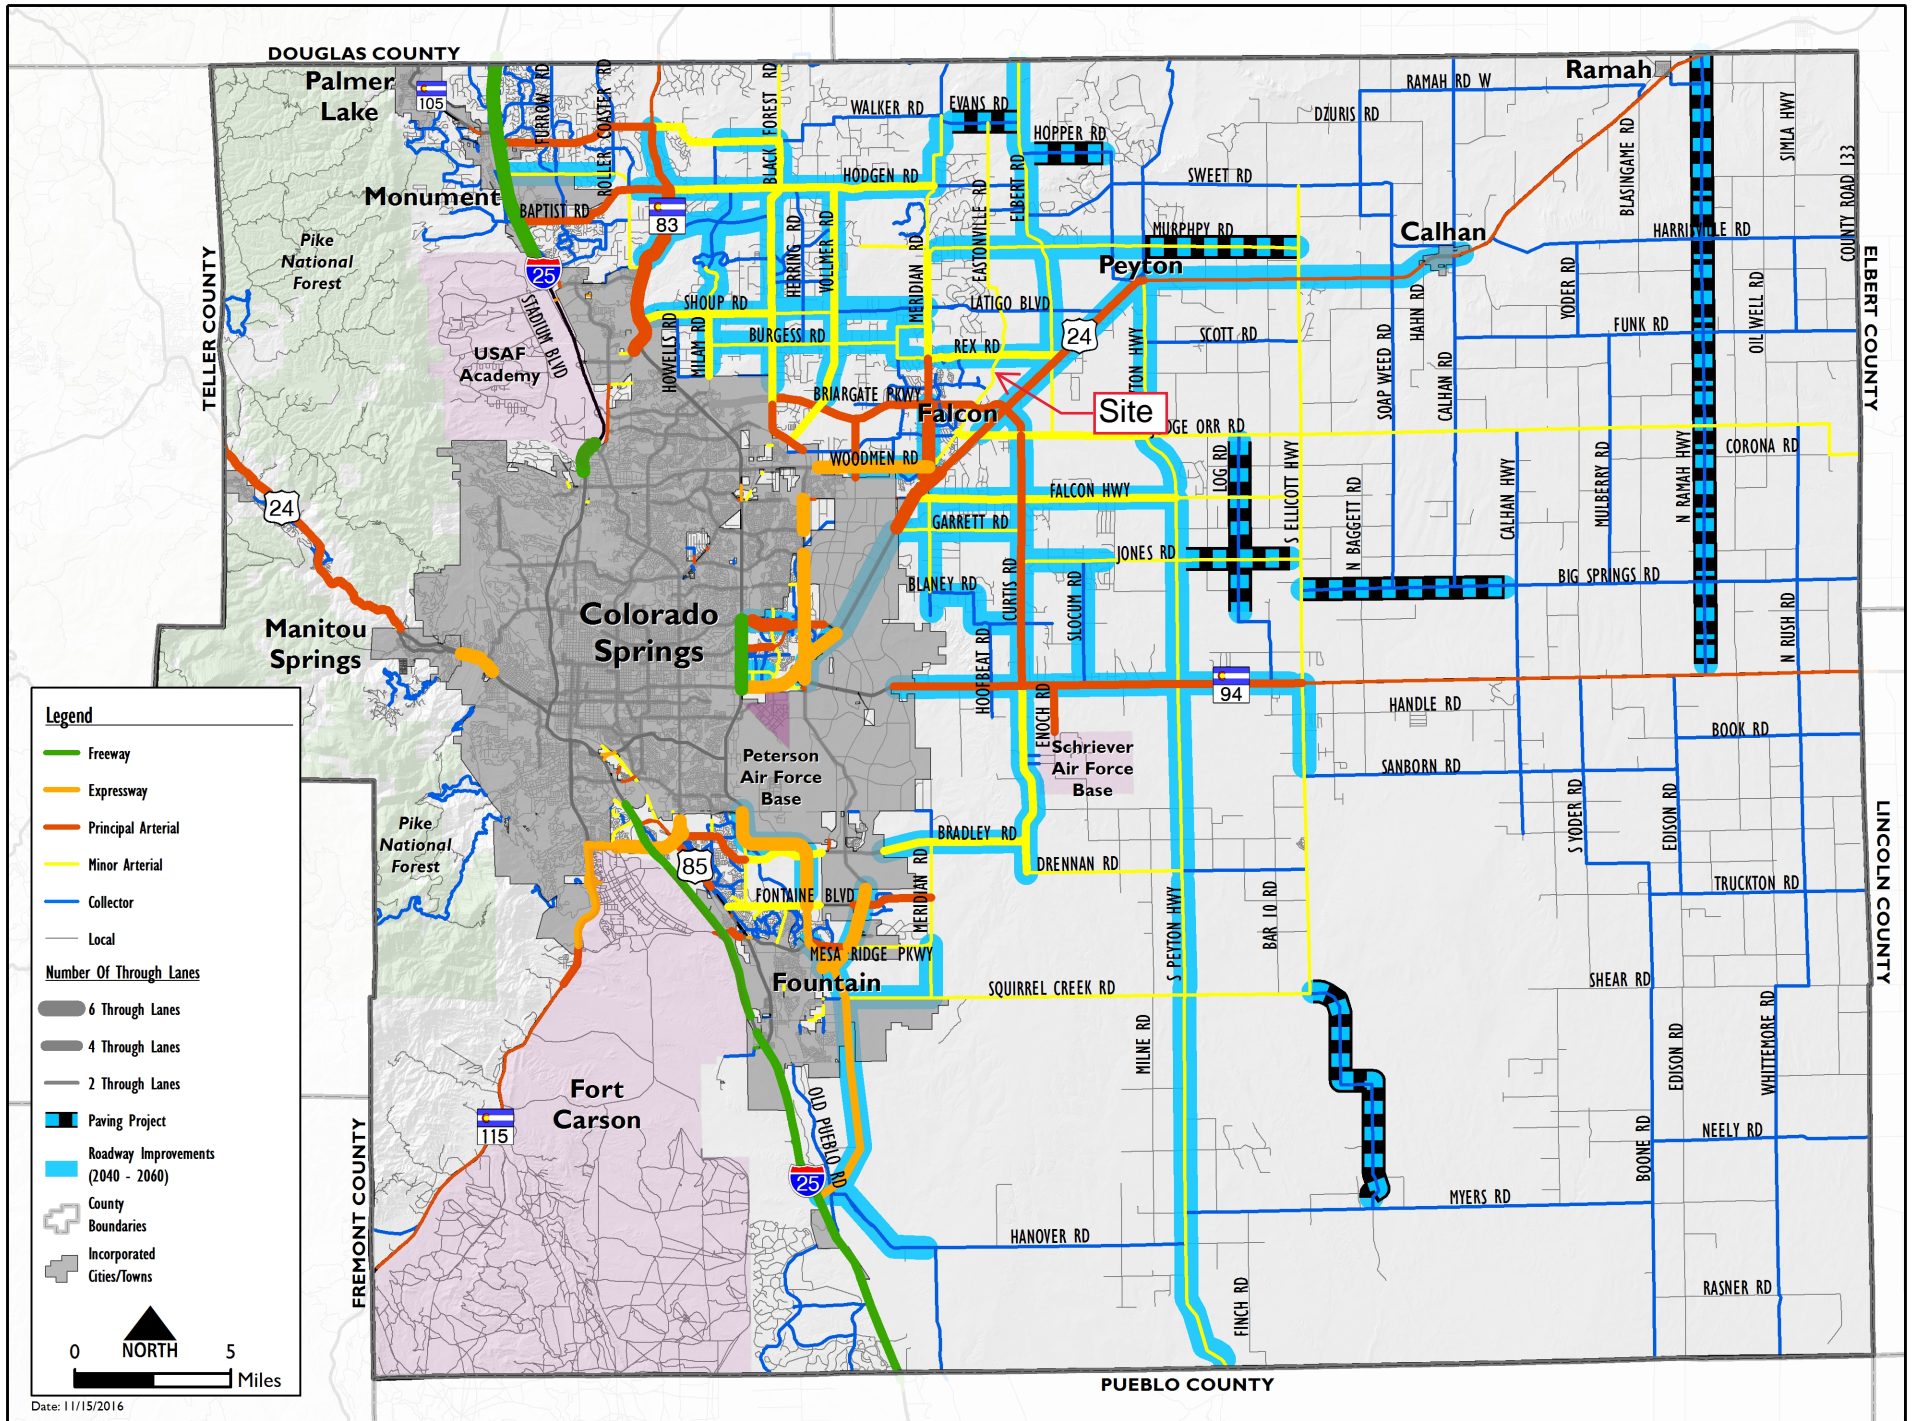 DOUGLAS COUNTY
Palmer
Lake
105
FURROW RD
ROLLER COASTER RD
BLACK FOREST RD
WALKER RD
EVANS RD
HOPPER RD
RAMAH RD W
Ramah
DZURIS RD
BLASINGAME RD
SIMLA HWY
COUNTY ROAD 133
Monument
BAPTIST RD
83
HODGEN RD
SWEET RD
ELBERT RD
EASTONVILLE RD
MURPHPY RD
Calhan
HARRISVILLE RD
Pike
National
Forest
TELLER COUNTY
25
STADIUM BLVD
HERRING RD
VOLLMER RD
MERIDIAN RD
Peyton
LATIGO BLVD
SHOUP RD
BURGESS RD
HOWELLS RD
MILAM RD
REX RD
24
SCOTT RD
TON HWY
HAHN RD
SOAP WEED RD
CALHAN RD
YODER RD
FUNK RD
OIL WELL RD
ELBERT COUNTY
USAF
Academy
BRIARGATE PKWY
Falcon
Site
DGE ORR RD
WOODMEN RD
CORONA RD
24
FALCON HWY
LOG RD
S ELLICOTT HWY
N BAGGETT RD
CALHAN HWY
MULBERRY RD
N RAMAH HWY
GARRETT RD
JONES RD
BLANEY RD
CURTIS RD
SLOCUM RD
BIG SPRINGS RD
N RUSH RD
Colorado
Springs
Manitou
Springs
HOOFBEAT RD
94
ENOCH RD
HANDLE RD
BOOK RD
Schriever
Air Force
Base
Peterson
Air Force
Base
SANBORN RD
S YODER RD
EDISON RD
LINCOLN COUNTY
Pike
National
Forest
85
BRADLEY RD
DRENNAN RD
TRUCKTON RD
FONTAINE BLVD
MERIDIAN RD
S PEYTON HWY
BAR 10 RD
MESA RIDGE PKWY
Fountain
SQUIRREL CREEK RD
SHEAR RD
MILNE RD
EDISON RD
WHITTEMORE RD
Fort
Carson
115
OLD PUEBLO RD
25
BOONE RD
NEELY RD
MYERS RD
HANOVER RD
FINCH RD
RASNER RD
FREMONT COUNTY
PUEBLO COUNTY
Legend
Freeway
Expressway
Principal Arterial
Minor Arterial
Collector
Local
Number Of Through Lanes
6 Through Lanes
4 Through Lanes
2 Through Lanes
Paving Project
Roadway Improvements
(2040 - 2060)
County
Boundaries
Incorporated
Cities/Towns
NORTH
0 5
Miles
Date: 11/15/2016